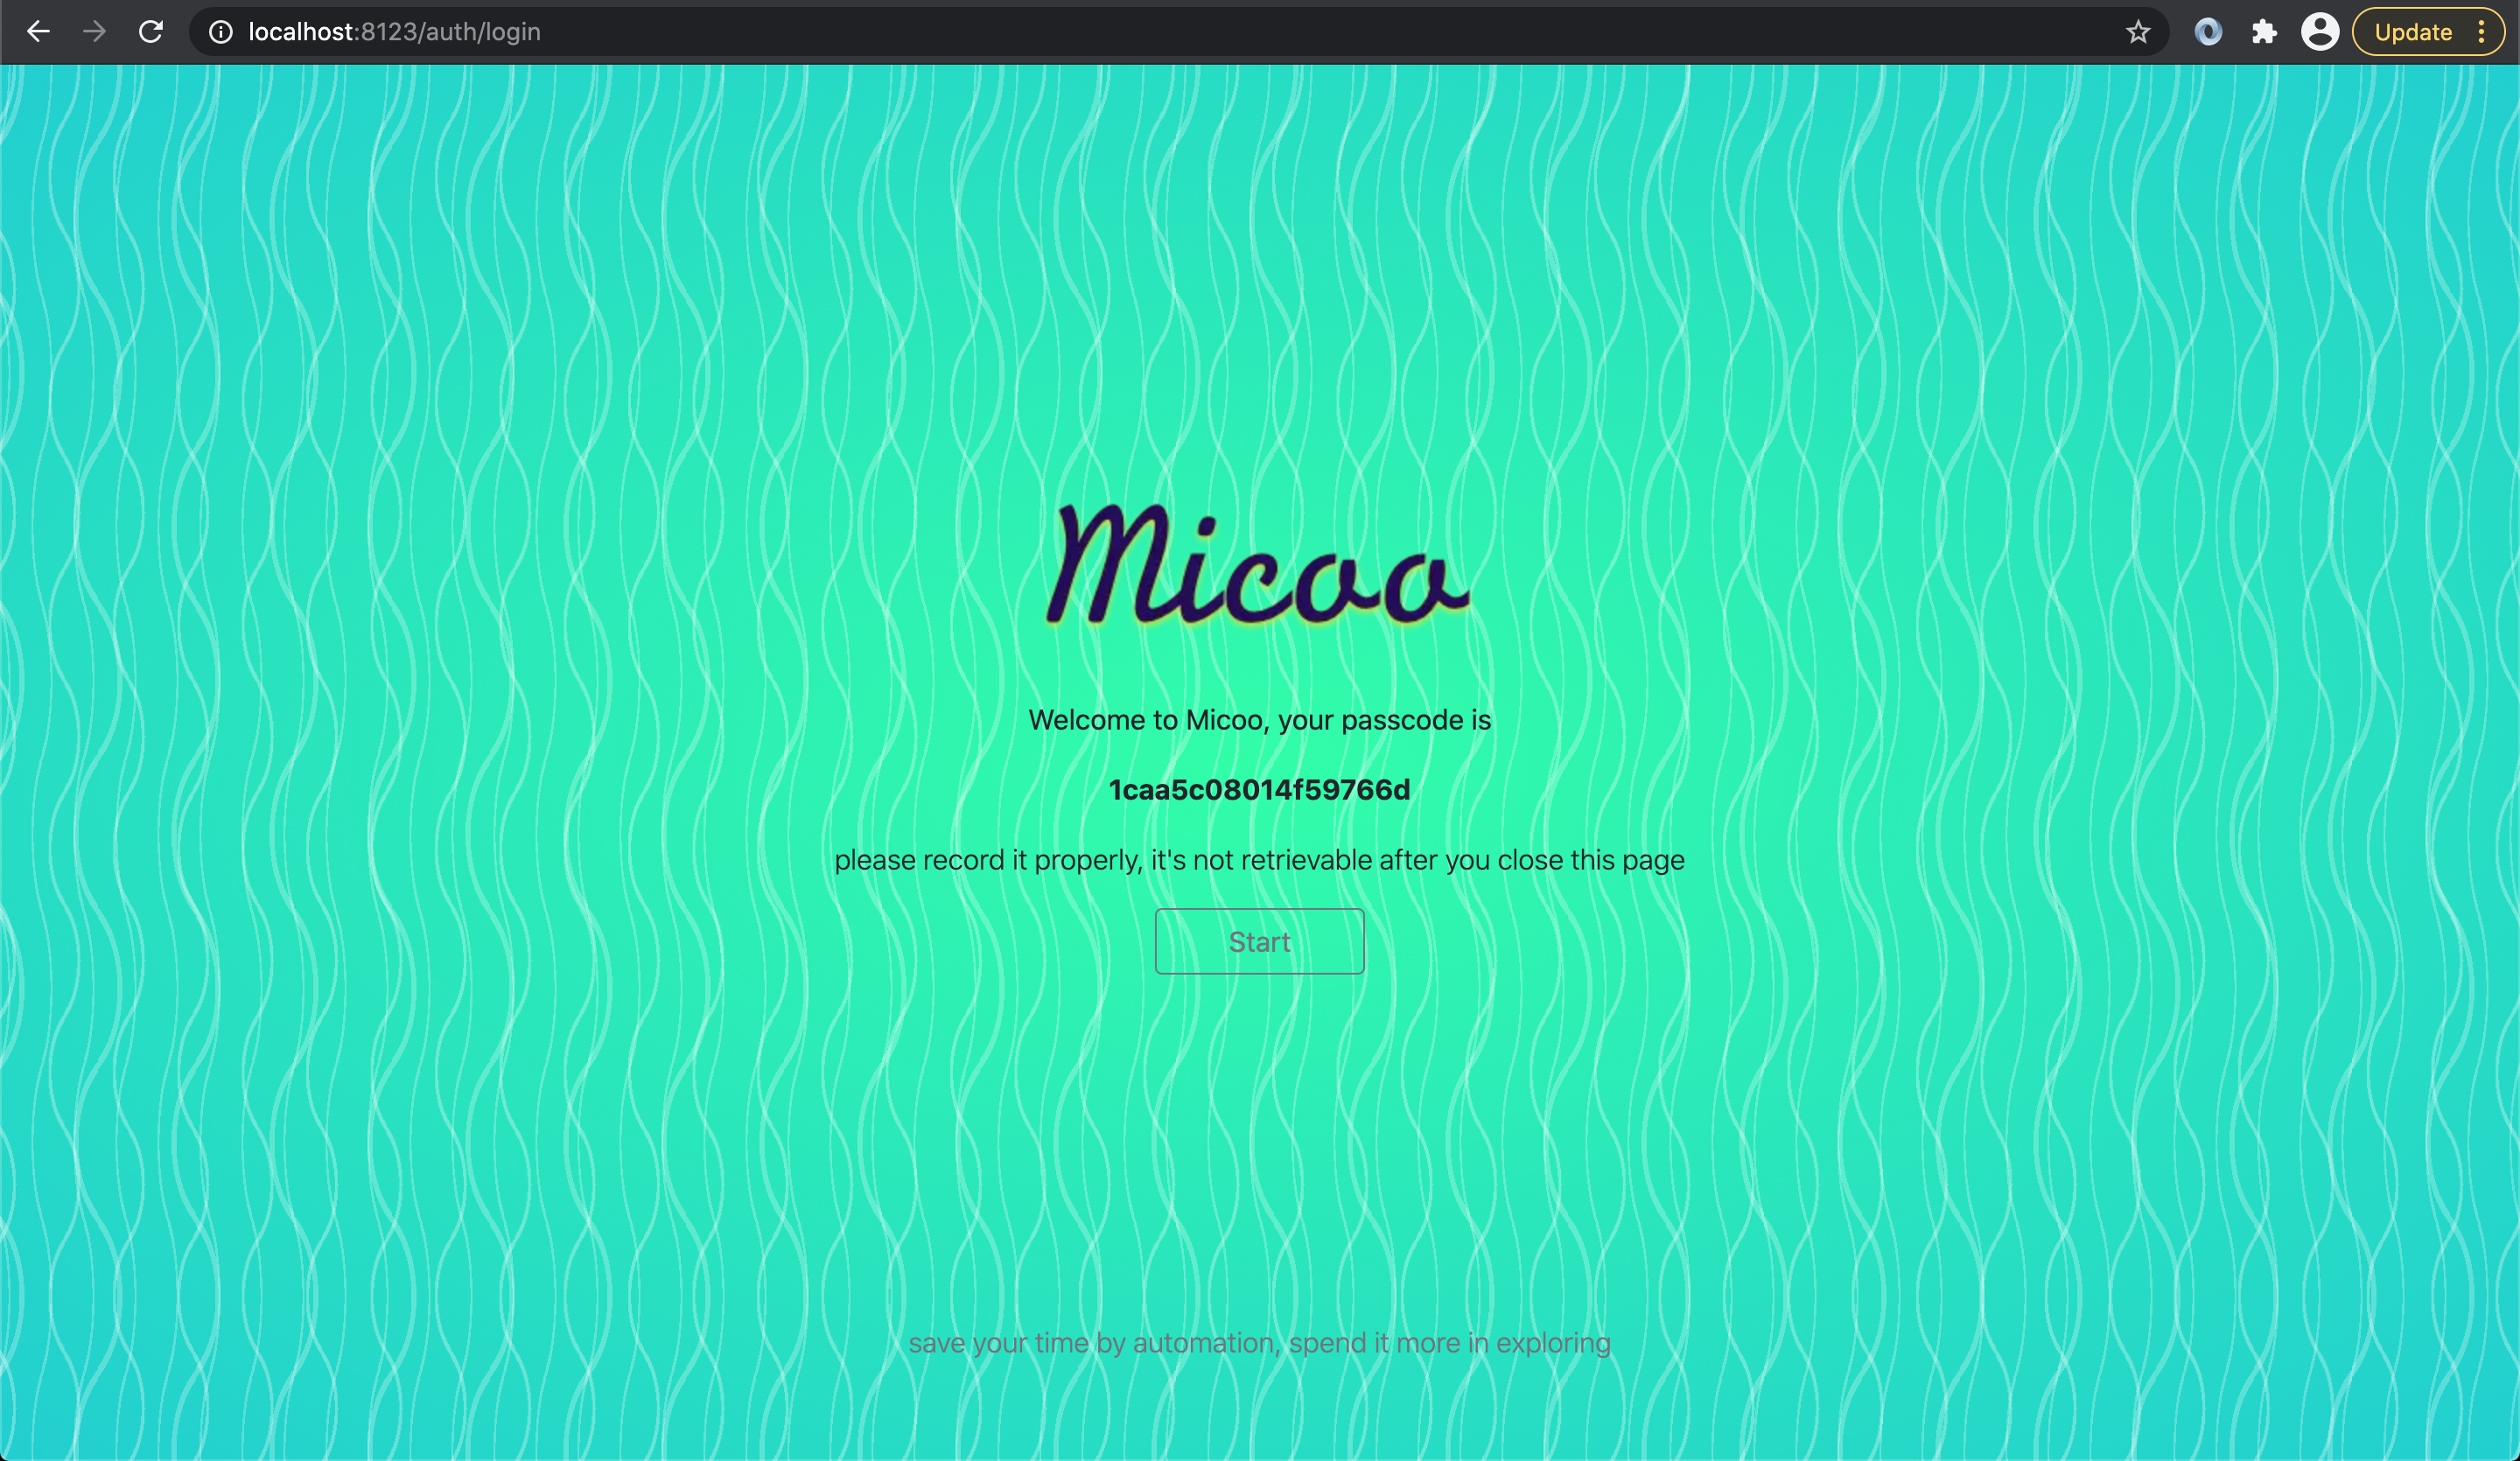 localhost:8123/auth/login
Update
Micoo
Welcome to Micoo, your passcode is
1caa5c08014f59766d
please record it properly, it's not retrievable after you close this page
Start
save your time by automation, spend it more in exploring